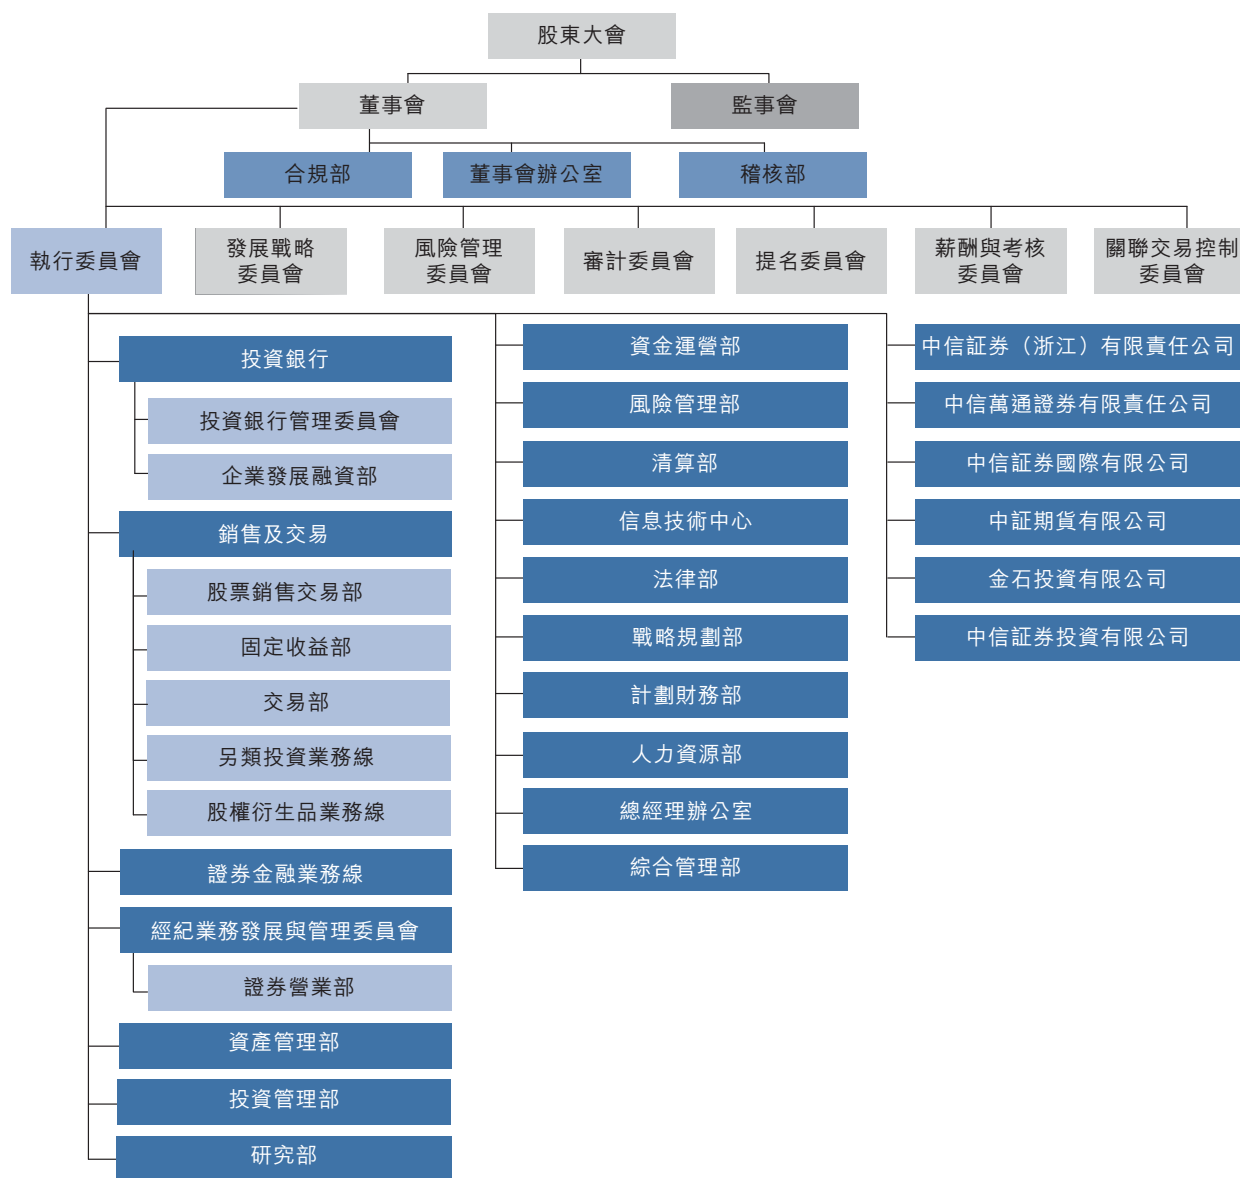 股東大會
董事會
監事會
合規部
董事會辦公室
稽核部
執行委員會
發展戰略
委員會
風險管理
委員會
審計委員會
提名委員會
薪酬與考核
委員會
關聯交易控制
委員會
投資銀行
投資銀行管理委員會
企業發展融資部
銷售及交易
股票銷售交易部
固定收益部
交易部
另類投資業務線
股權衍生品業務線
證券金融業務線
經紀業務發展與管理委員會
證券營業部
資產管理部
投資管理部
研究部
資金運營部
風險管理部
清算部
信息技術中心
法律部
戰略規劃部
計劃財務部
人力資源部
總經理辦公室
綜合管理部
中信証券（浙江）有限責任公司
中信萬通證券有限責任公司
中信証券國際有限公司
中証期貨有限公司
金石投資有限公司
中信証券投資有限公司